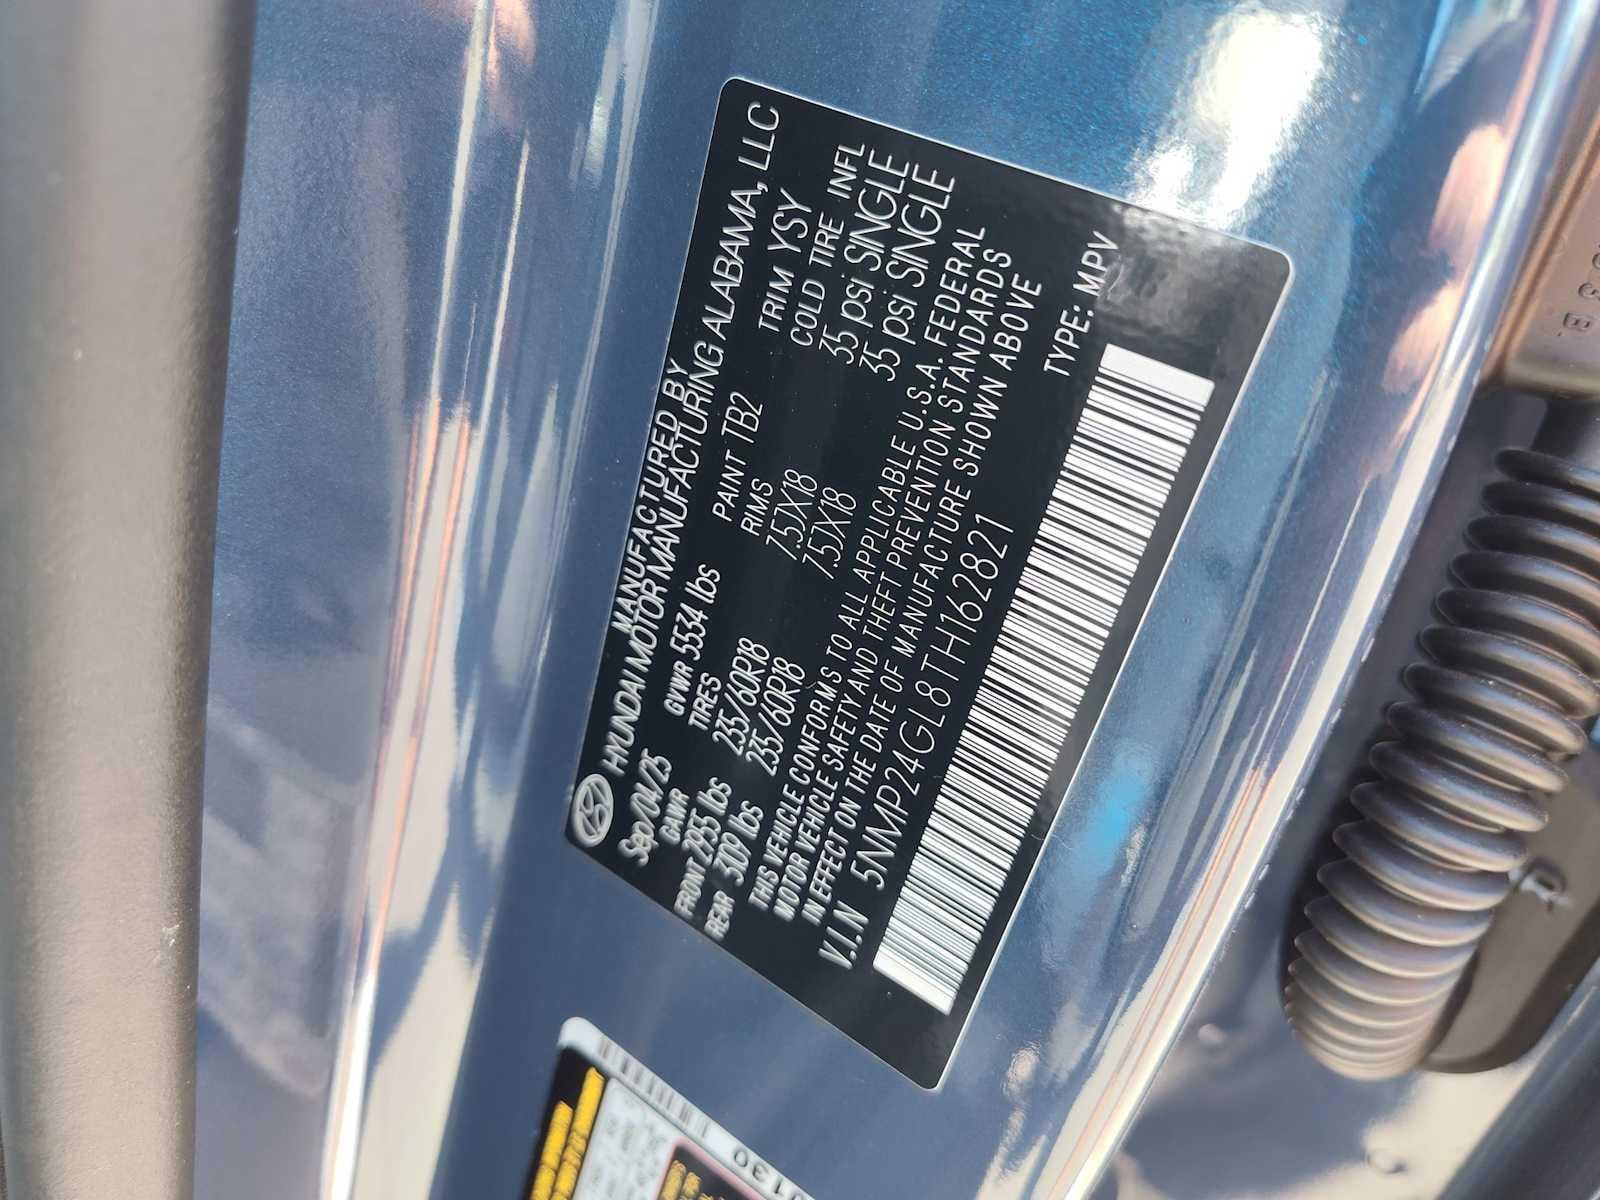 MANUFACTURED BY
HYUNDAI MOTOR MANUFACTURING ALABAMA, LLC
Sep/04/25 GVWR 5534 lbs PAINT TB2 TRIM YSY
GAWR TIRES RIMS COLD TIRE INFL
FRONT 2955 lbs 235/60R18 7.5JX18 35 psi SINGLE
REAR 3109 lbs 235/60R18 7.5JX18 35 psi SINGLE
THIS VEHICLE CONFORMS TO ALL APPLICABLE U.S.A. FEDERAL
MOTOR VEHICLE SAFETY AND THEFT PREVENTION STANDARDS
IN EFFECT ON THE DATE OF MANUFACTURE SHOWN ABOVE
V.I.N 5NMP24GL8TH162821 TYPE: MPV
R